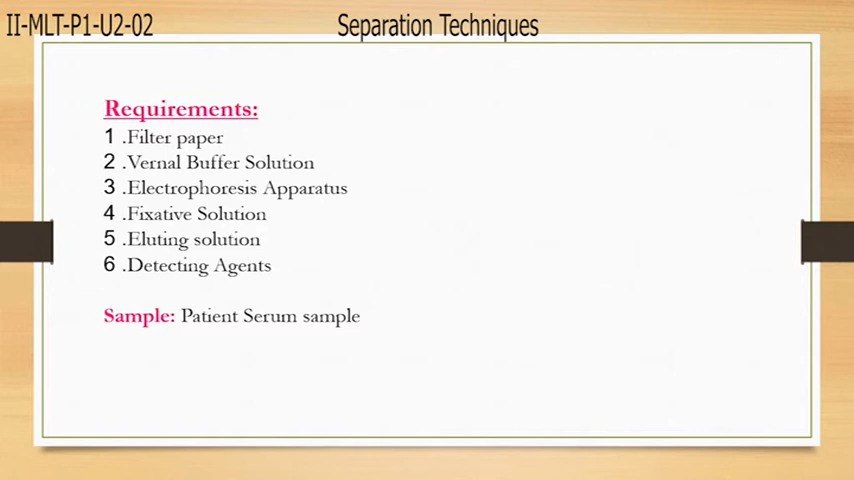 II-MLT-P1-U2-02
Separation Techniques
Requirements:
1 .Filter paper
2 .Vernal Buffer Solution
3 .Electrophoresis Apparatus
4 .Fixative Solution
5 .Eluting solution
6 .Detecting Agents
Sample: Patient Serum sample